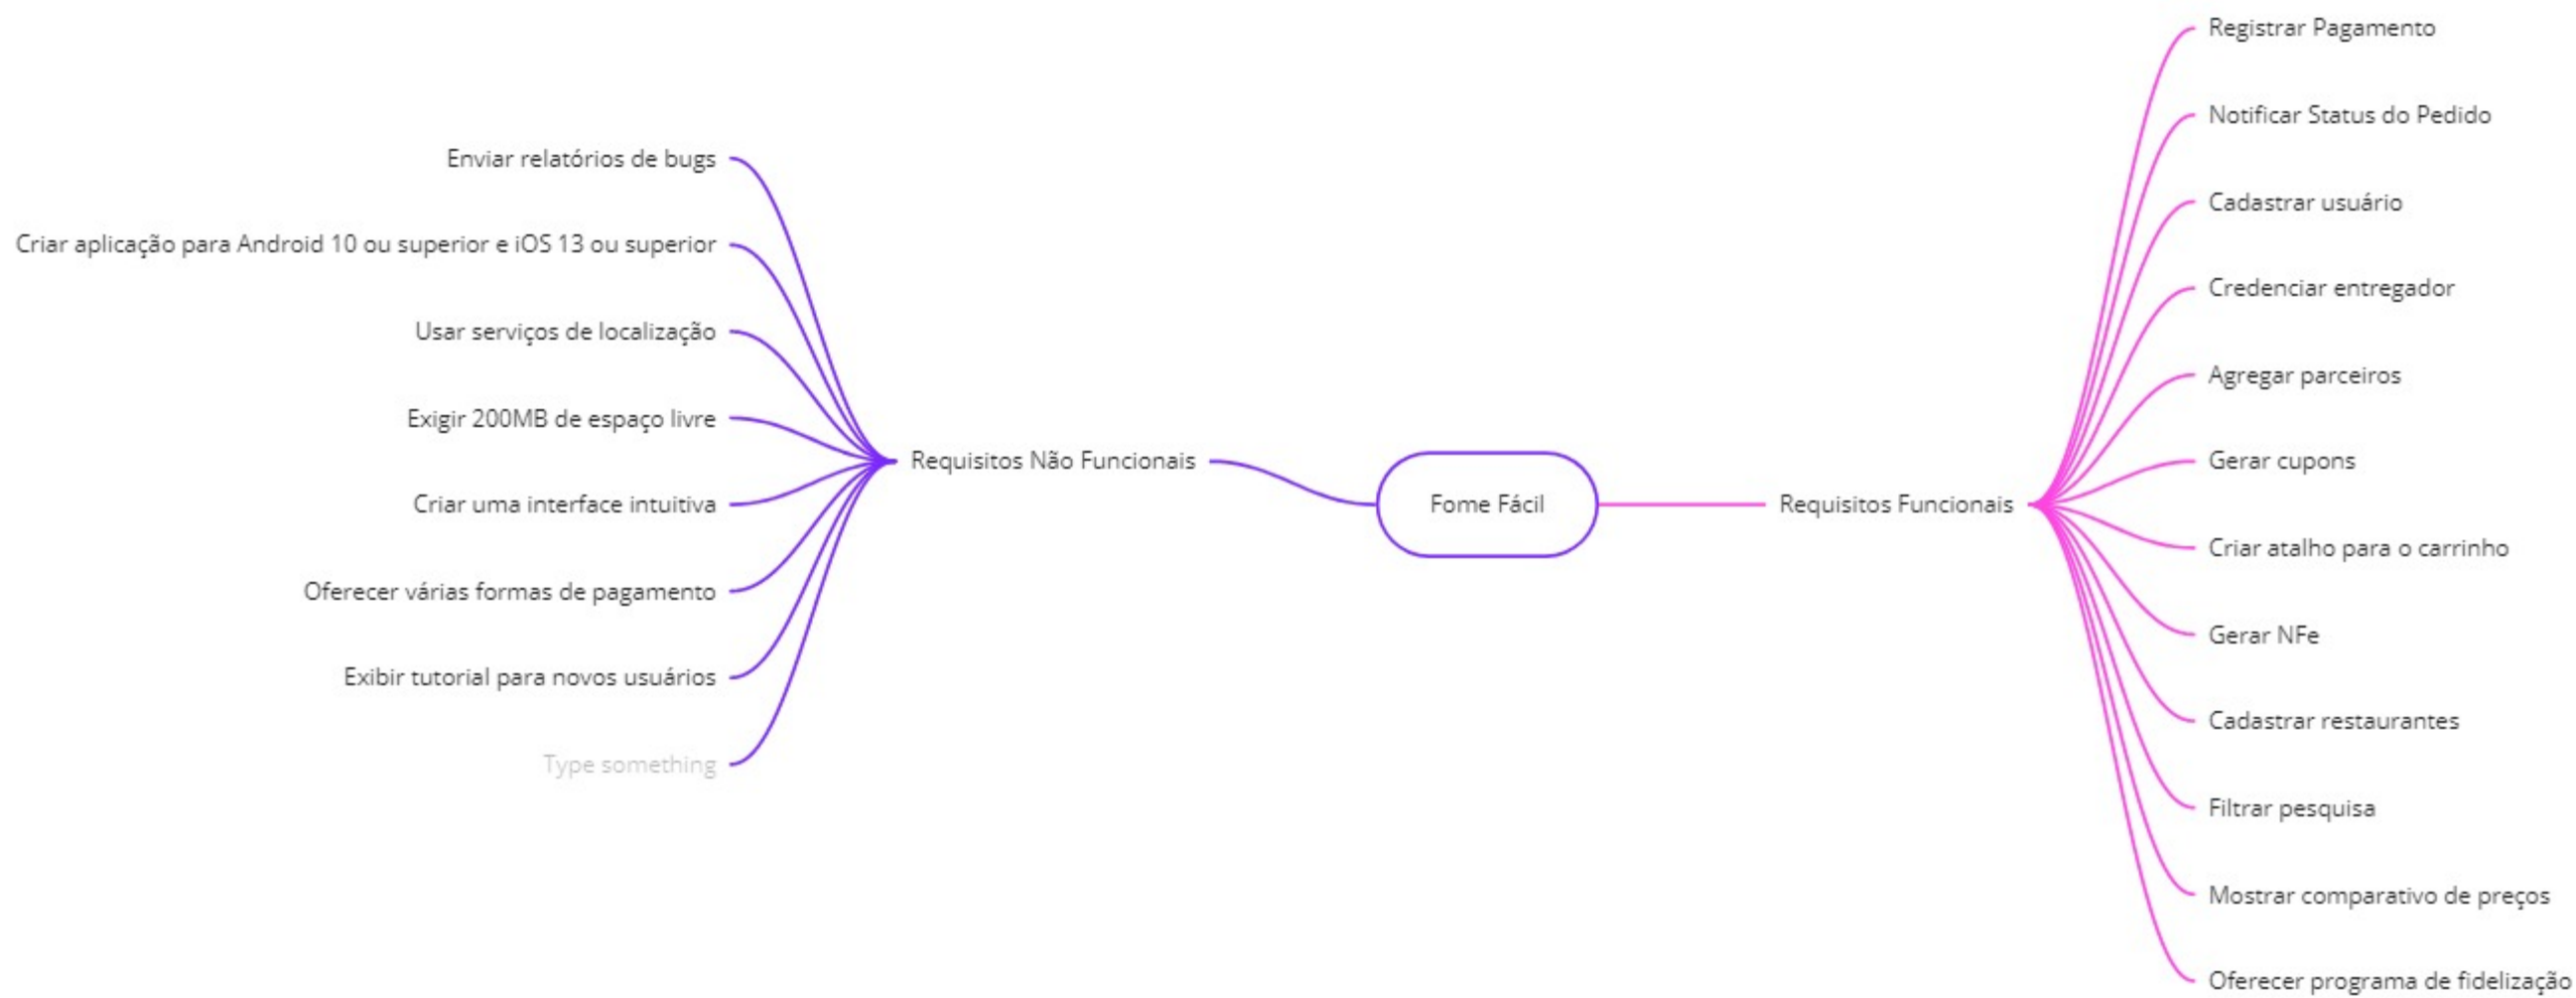 Enviar relatórios de bugs
Criar aplicação para Android 10 ou superior e iOS 13 ou superior
Usar serviços de localização
Exigir 200MB de espaço livre
Criar uma interface intuitiva
Oferecer várias formas de pagamento
Exibir tutorial para novos usuários
Type something
Requisitos Não Funcionais
Fome Fácil
Requisitos Funcionais
Registrar Pagamento
Notificar Status do Pedido
Cadastrar usuário
Credenciar entregador
Agregar parceiros
Gerar cupons
Criar atalho para o carrinho
Gerar NFe
Cadastrar restaurantes
Filtrar pesquisa
Mostrar comparativo de preços
Oferecer programa de fidelização